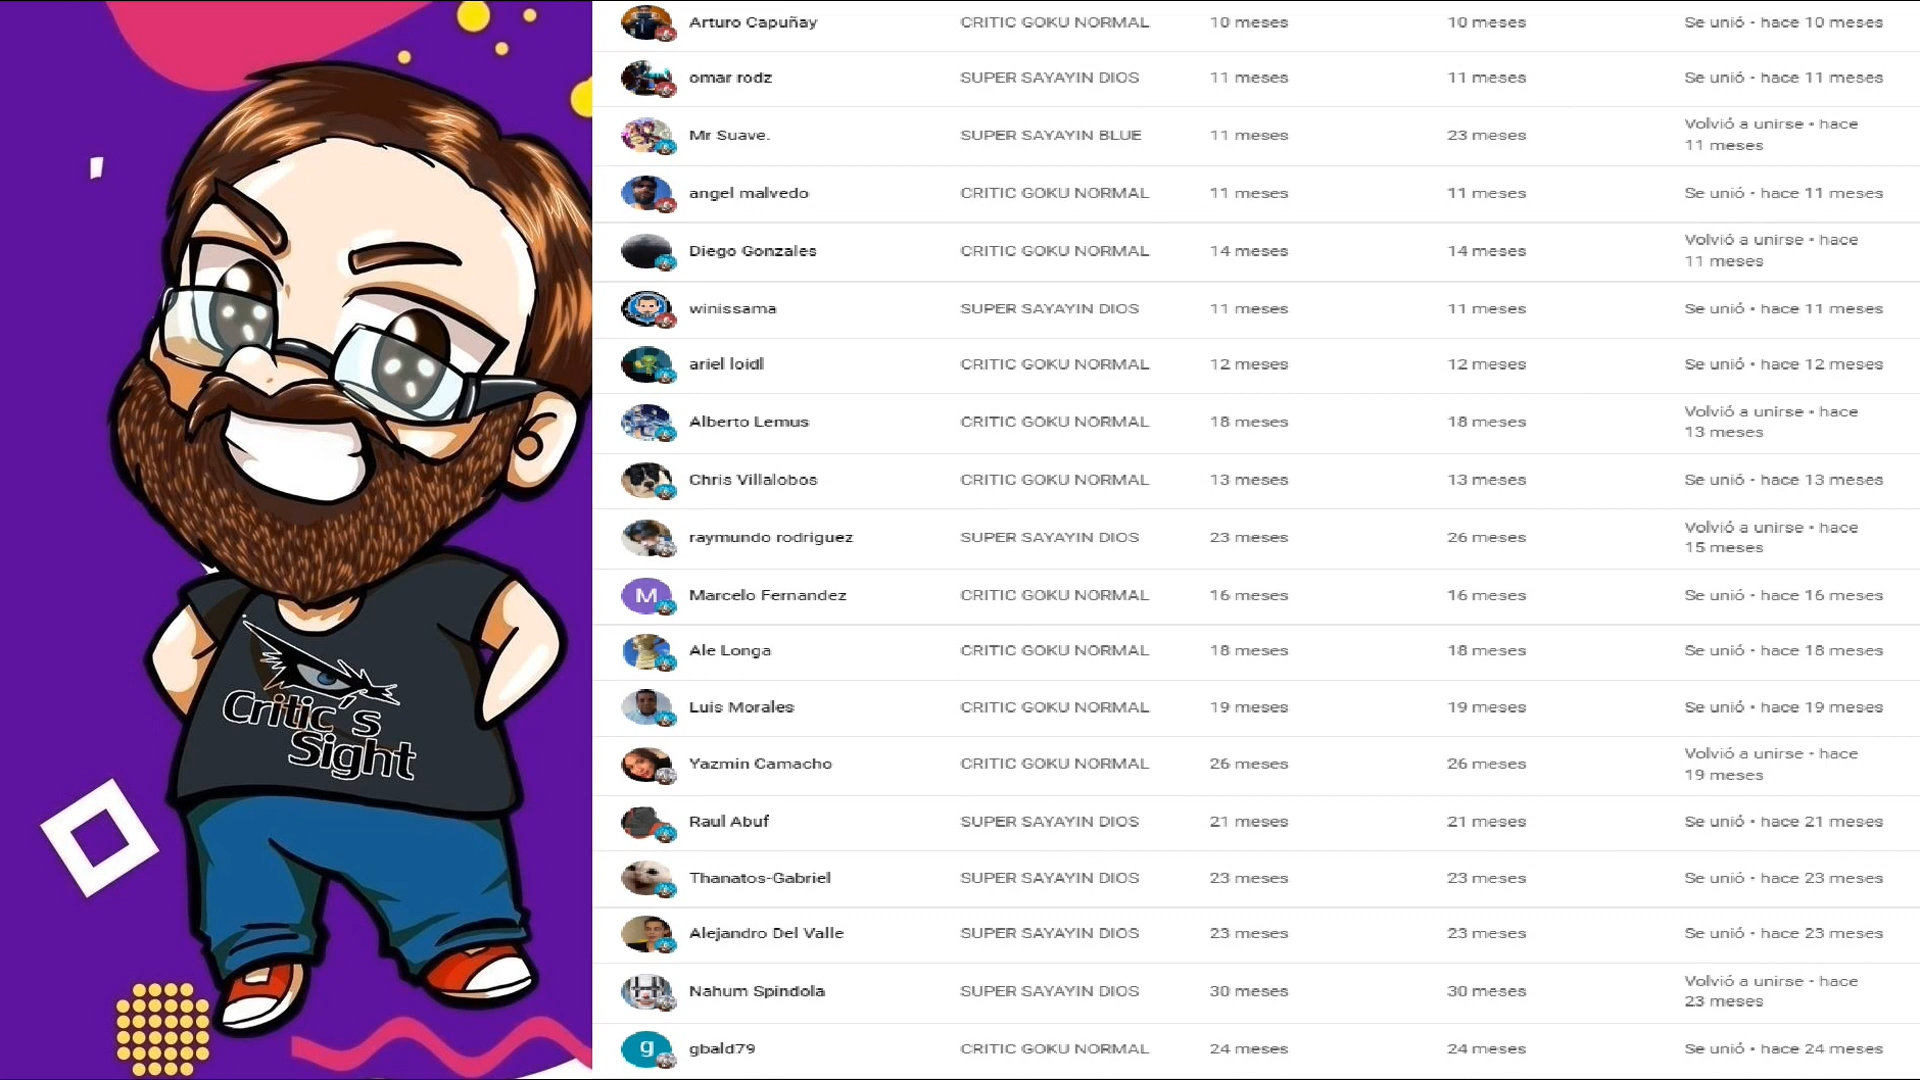 Critic's
Sight
Arturo Capuñay CRITIC GOKU NORMAL 10 meses 10 meses Se unió • hace 10 meses
omar rodz SUPER SAYAYIN DIOS 11 meses 11 meses Se unió • hace 11 meses
Mr Suave. SUPER SAYAYIN BLUE 11 meses 23 meses Volvió a unirse • hace
11 meses
angel malvedo CRITIC GOKU NORMAL 11 meses 11 meses Se unió • hace 11 meses
Diego Gonzales CRITIC GOKU NORMAL 14 meses 14 meses Volvió a unirse • hace
11 meses
winissama SUPER SAYAYIN DIOS 11 meses 11 meses Se unió • hace 11 meses
ariel loidl CRITIC GOKU NORMAL 12 meses 12 meses Se unió • hace 12 meses
Alberto Lemus CRITIC GOKU NORMAL 18 meses 18 meses Volvió a unirse • hace
13 meses
Chris Villalobos CRITIC GOKU NORMAL 13 meses 13 meses Se unió • hace 13 meses
raymundo rodriguez SUPER SAYAYIN DIOS 23 meses 26 meses Volvió a unirse • hace
15 meses
M Marcelo Fernandez CRITIC GOKU NORMAL 16 meses 16 meses Se unió • hace 16 meses
Ale Longa CRITIC GOKU NORMAL 18 meses 18 meses Se unió • hace 18 meses
Luis Morales CRITIC GOKU NORMAL 19 meses 19 meses Se unió • hace 19 meses
Yazmin Camacho CRITIC GOKU NORMAL 26 meses 26 meses Volvió a unirse • hace
19 meses
Raul Abuf SUPER SAYAYIN DIOS 21 meses 21 meses Se unió • hace 21 meses
Thanatos-Gabriel SUPER SAYAYIN DIOS 23 meses 23 meses Se unió • hace 23 meses
Alejandro Del Valle SUPER SAYAYIN DIOS 23 meses 23 meses Se unió • hace 23 meses
Nahum Spindola SUPER SAYAYIN DIOS 30 meses 30 meses Volvió a unirse • hace
23 meses
g gbald79 CRITIC GOKU NORMAL 24 meses 24 meses Se unió • hace 24 meses